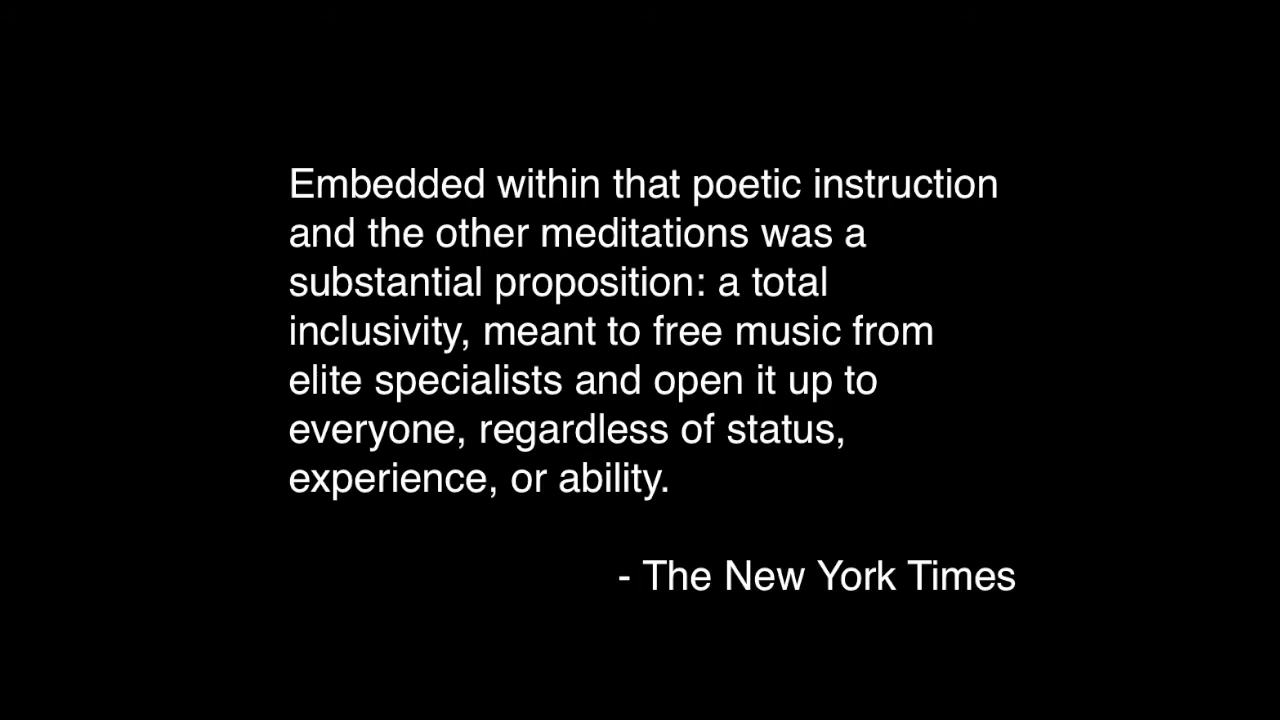 Embedded within that poetic instruction
and the other meditations was a
substantial proposition: a total
inclusivity, meant to free music from
elite specialists and open it up to
everyone, regardless of status,
experience, or ability.
- The New York Times